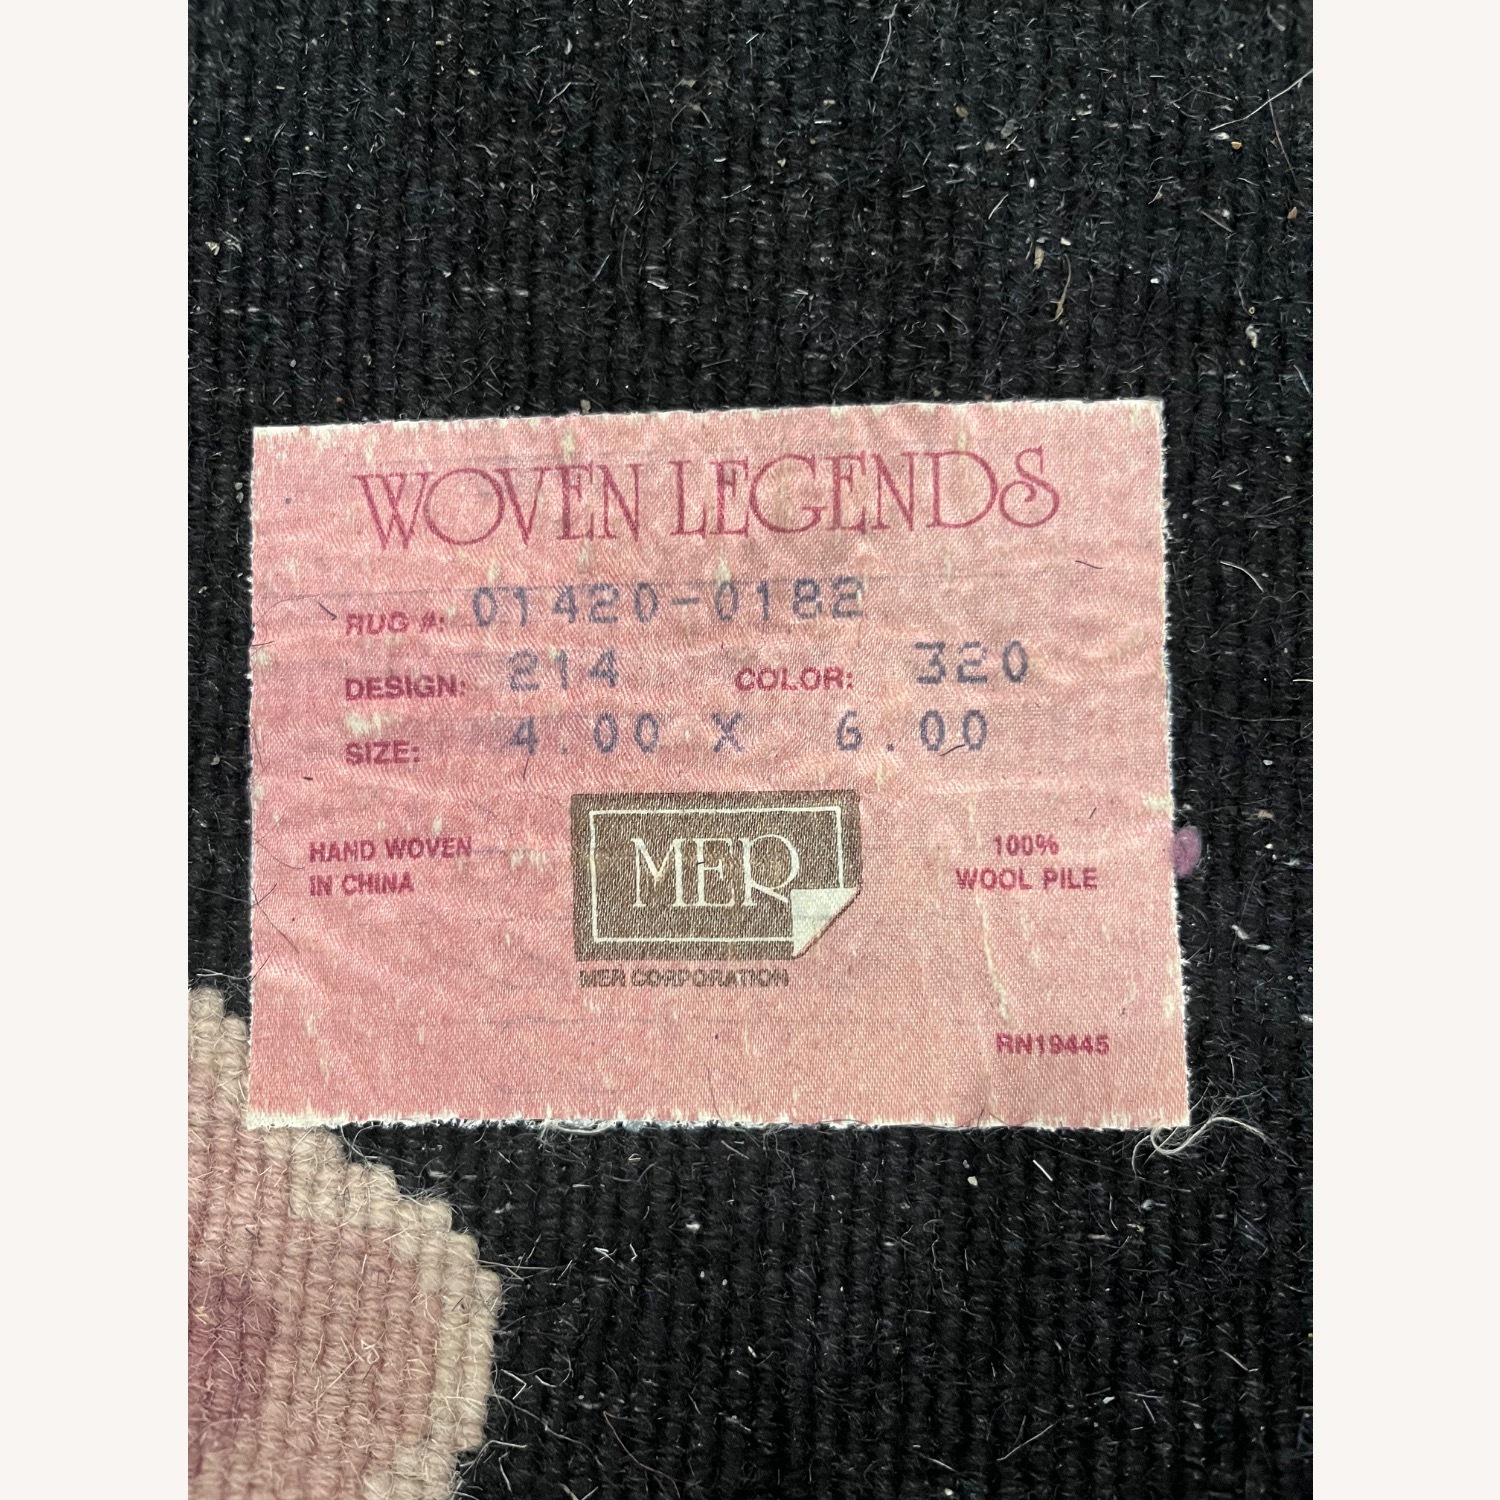 WOVEN LEGENDS
RUG #: 01420-0182
DESIGN: 214 COLOR: 320
SIZE: 4.00 X 6.00
HAND WOVEN
IN CHINA
MER
MER CORPORATION
100%
WOOL PILE
RN19445